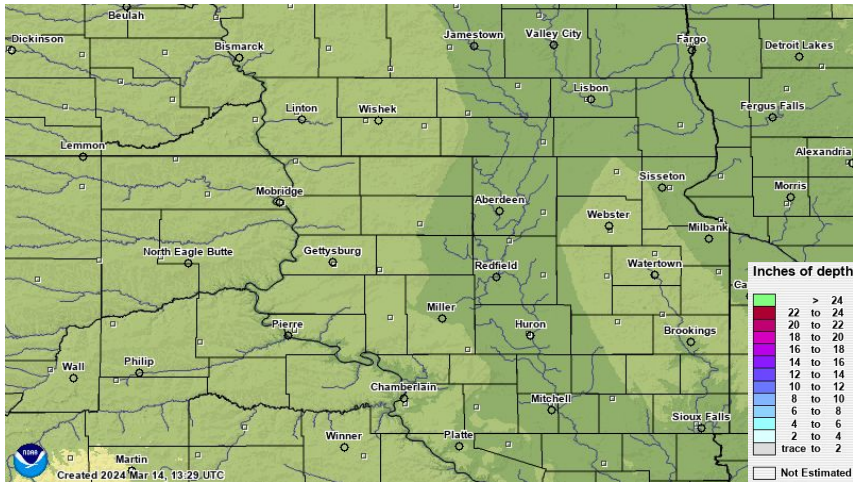 Beulah
Dickinson
Bismarck
Jamestown
Valley City
Fargo
Detroit Lakes
Linton
Wishek
Lisbon
Fergus Falls
Lemmon
Alexandria
Sisseton
Morris
Mobridge
Aberdeen
Webster
Milbank
North Eagle Butte
Gettysburg
Redfield
Watertown
Ca
Miller
Pierre
Huron
Brookings
Wall
Philip
Chamberlain
Mitchell
Sioux Falls
Winner
Platte
Martin
Inches of depth
> 24
22 to 24
20 to 22
18 to 20
16 to 18
14 to 16
12 to 14
10 to 12
8 to 10
6 to 8
4 to 6
2 to 4
trace to 2
Not Estimated
NOAA
Created 2024 Mar 14, 13:29 UTC